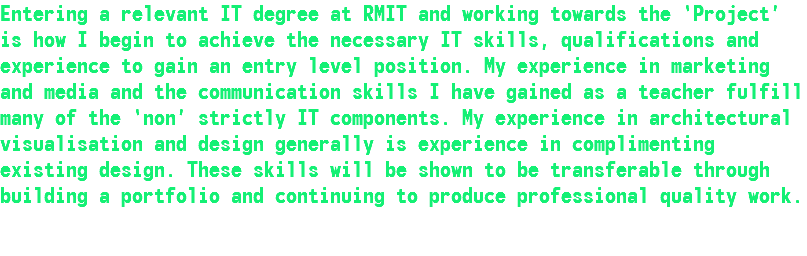 Entering a relevant IT degree at RMIT and working towards the ‘Project’
is how I begin to achieve the necessary IT skills, qualifications and
experience to gain an entry level position. My experience in marketing
and media and the communication skills I have gained as a teacher fulfill
many of the ‘non’ strictly IT components. My experience in architectural
visualisation and design generally is experience in complimenting
existing design. These skills will be shown to be transferable through
building a portfolio and continuing to produce professional quality work.